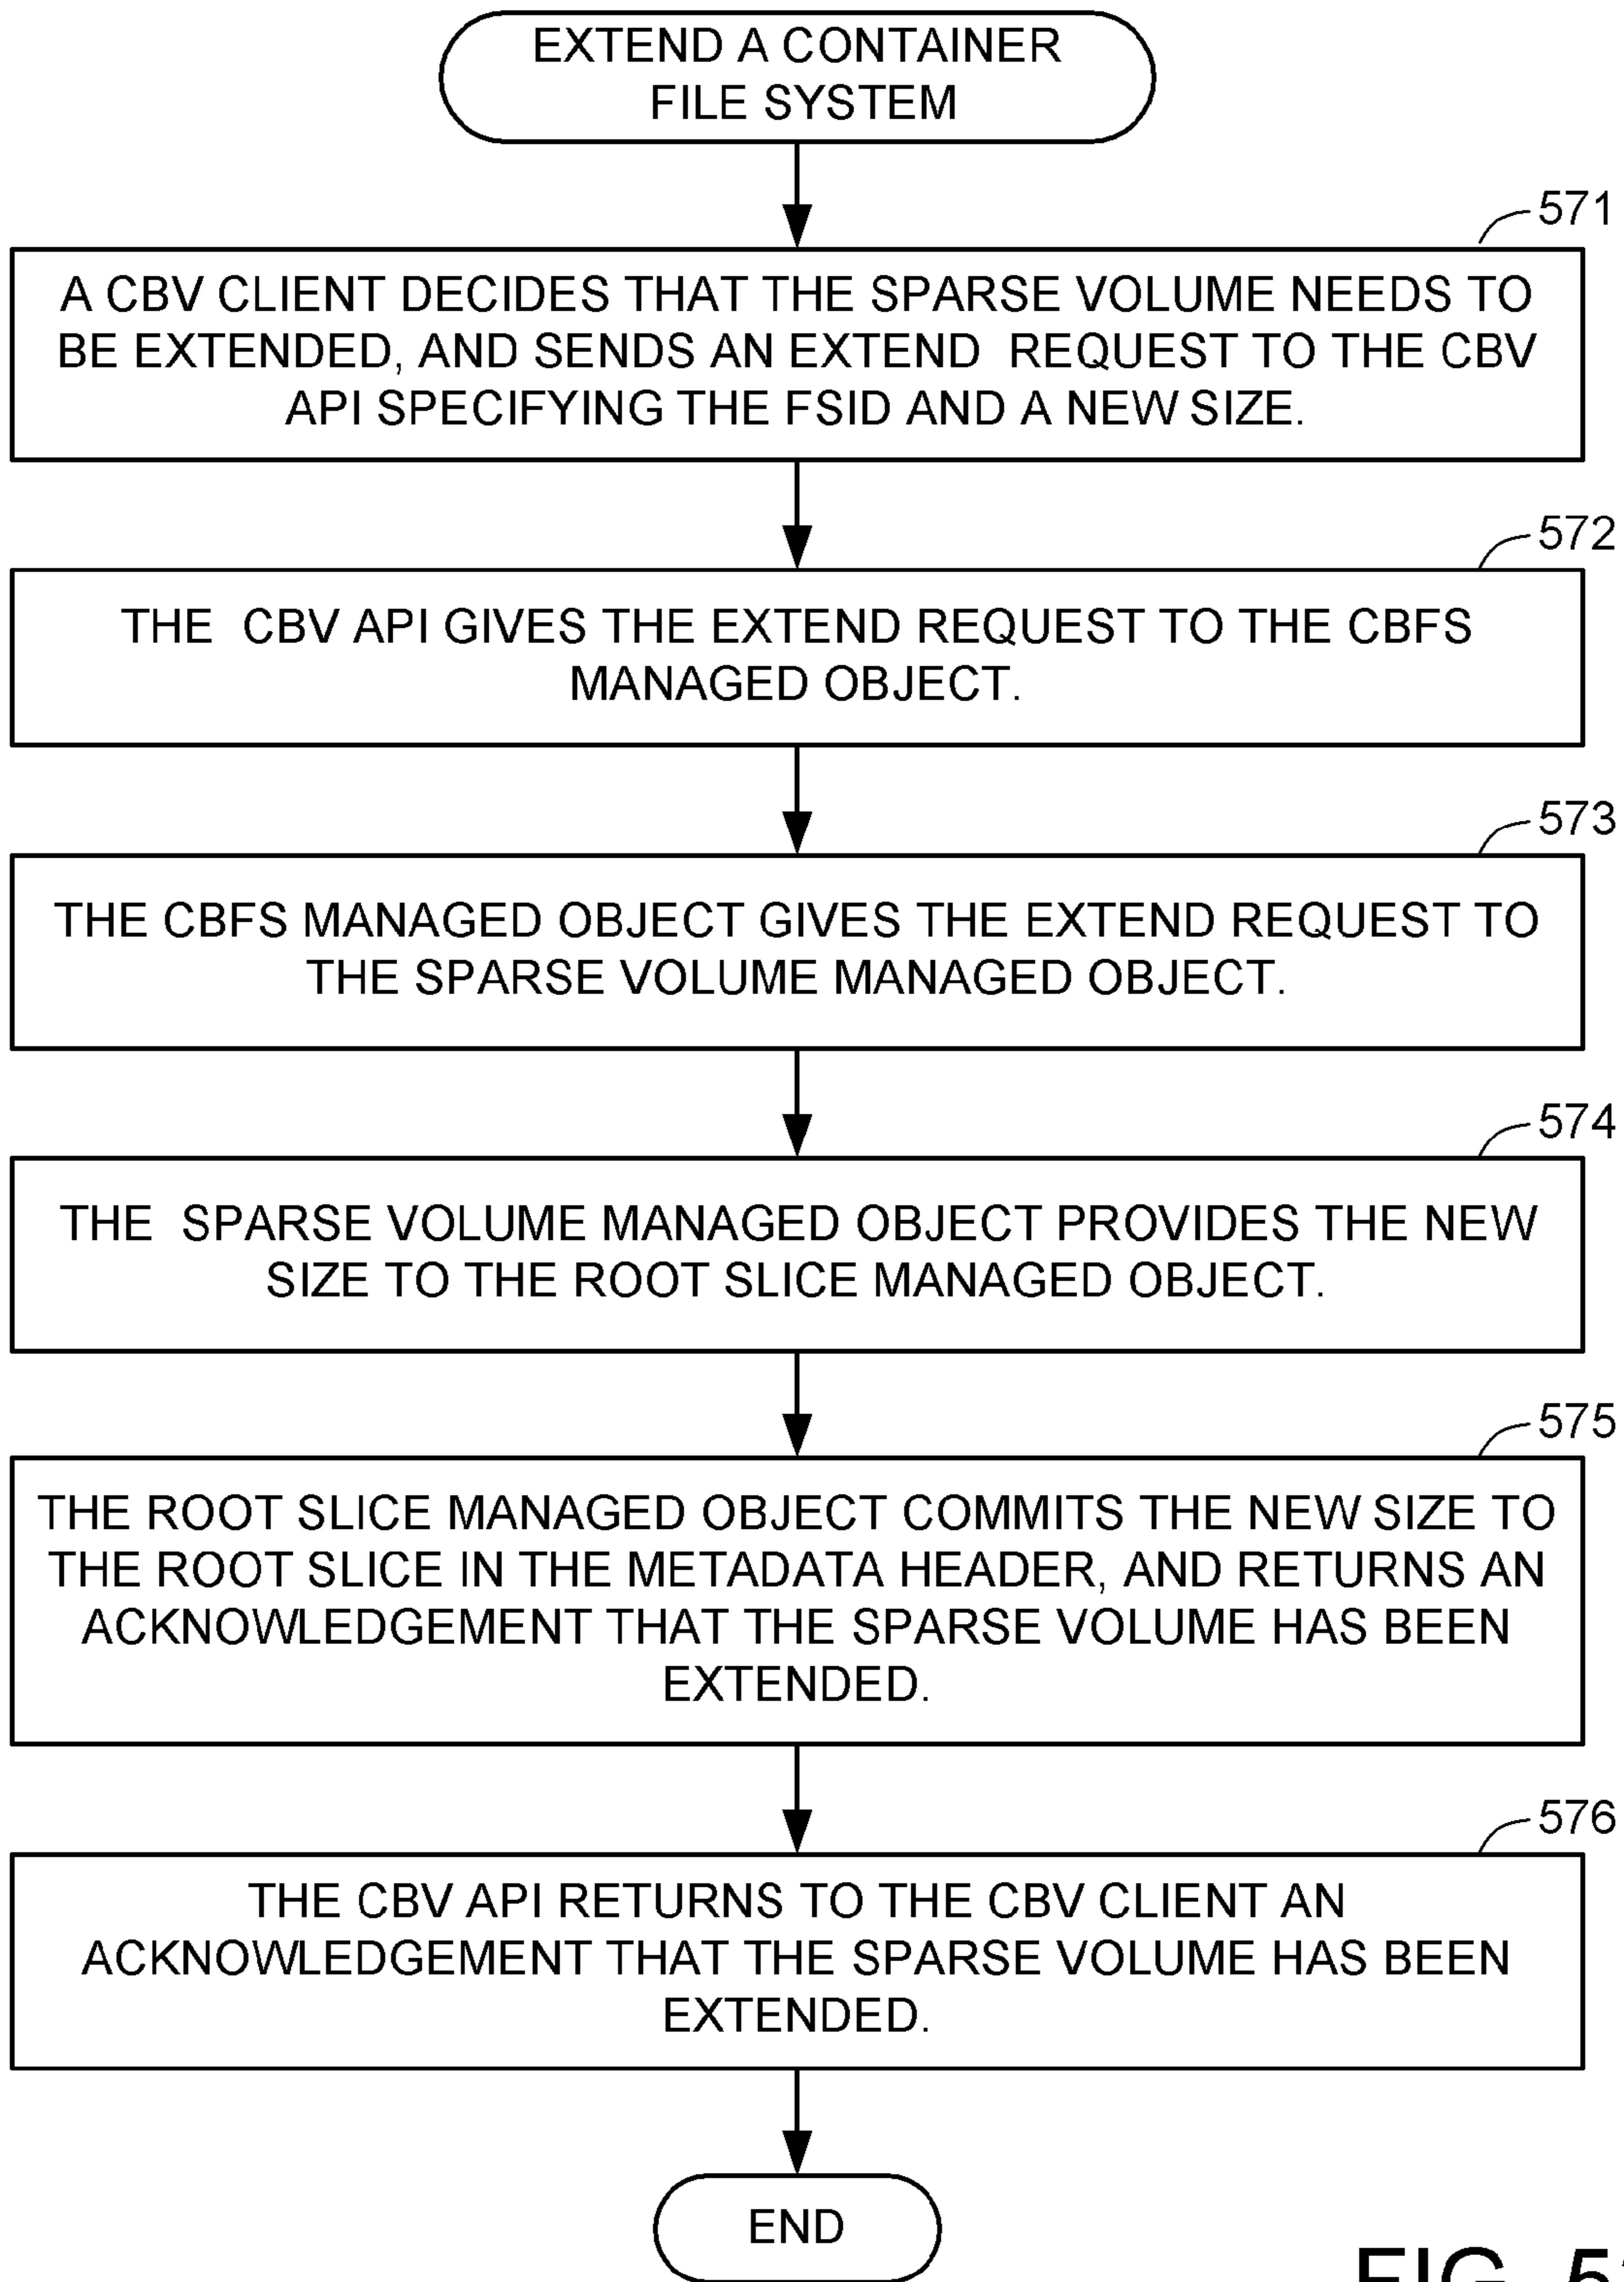 EXTEND A CONTAINER
FILE SYSTEM
571
A CBV CLIENT DECIDES THAT THE SPARSE VOLUME NEEDS TO
BE EXTENDED, AND SENDS AN EXTEND REQUEST TO THE CBV
API SPECIFYING THE FSID AND A NEW SIZE.
572
THE CBV API GIVES THE EXTEND REQUEST TO THE CBFS
MANAGED OBJECT.
573
THE CBFS MANAGED OBJECT GIVES THE EXTEND REQUEST TO
THE SPARSE VOLUME MANAGED OBJECT.
574
THE SPARSE VOLUME MANAGED OBJECT PROVIDES THE NEW
SIZE TO THE ROOT SLICE MANAGED OBJECT.
575
THE ROOT SLICE MANAGED OBJECT COMMITS THE NEW SIZE TO
THE ROOT SLICE IN THE METADATA HEADER, AND RETURNS AN
ACKNOWLEDGEMENT THAT THE SPARSE VOLUME HAS BEEN
EXTENDED.
576
THE CBV API RETURNS TO THE CBV CLIENT AN
ACKNOWLEDGEMENT THAT THE SPARSE VOLUME HAS BEEN
EXTENDED.
END
FIG.